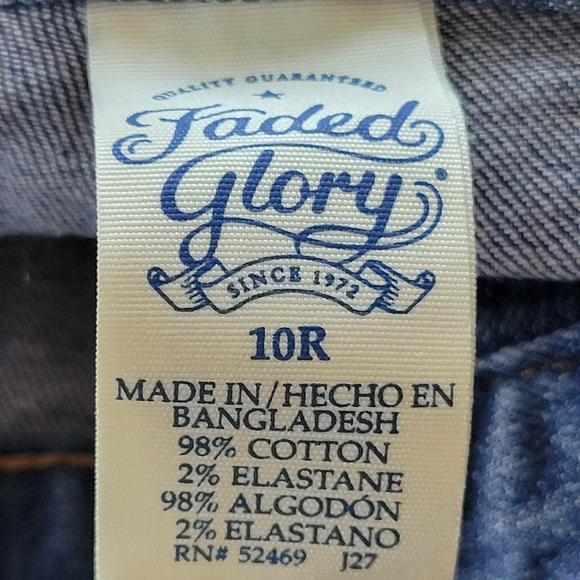 QUALITY GUARANTEED
Faded
Glory
SINCE 1972
10R
MADE IN/HECHO EN
BANGLADESH
98% COTTON
2% ELASTANE
98% ALGODÓN
2% ELASTANO
RN# 52469 J27